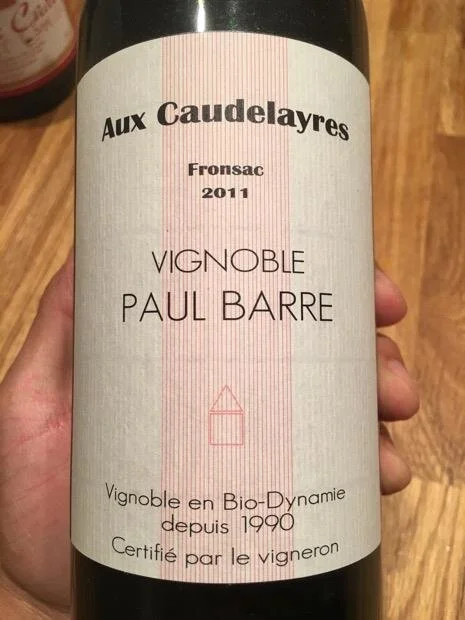 Aux Caudelayres
Fronsac
2011
VIGNOBLE
PAUL BARRE
Vignoble en Bio-Dynamie
depuis 1990
Certifié par le vigneron